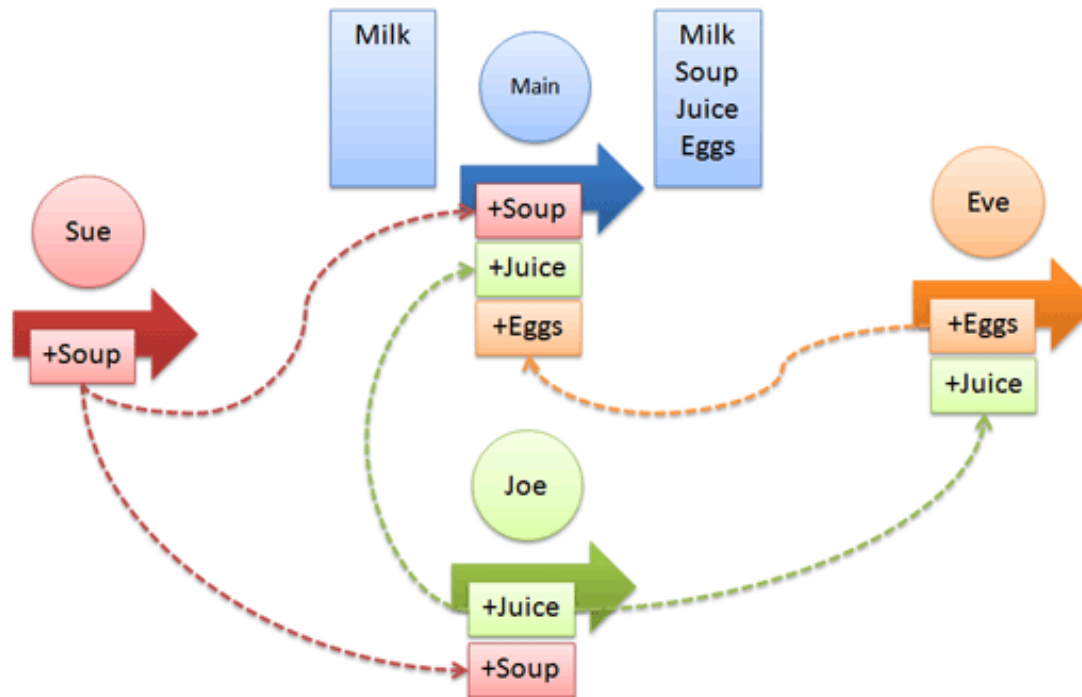 Milk
Main
Milk
Soup
Juice
Eggs
Sue
+Soup
+Soup
+Juice
+Eggs
Eve
+Eggs
+Juice
Joe
+Juice
+Soup